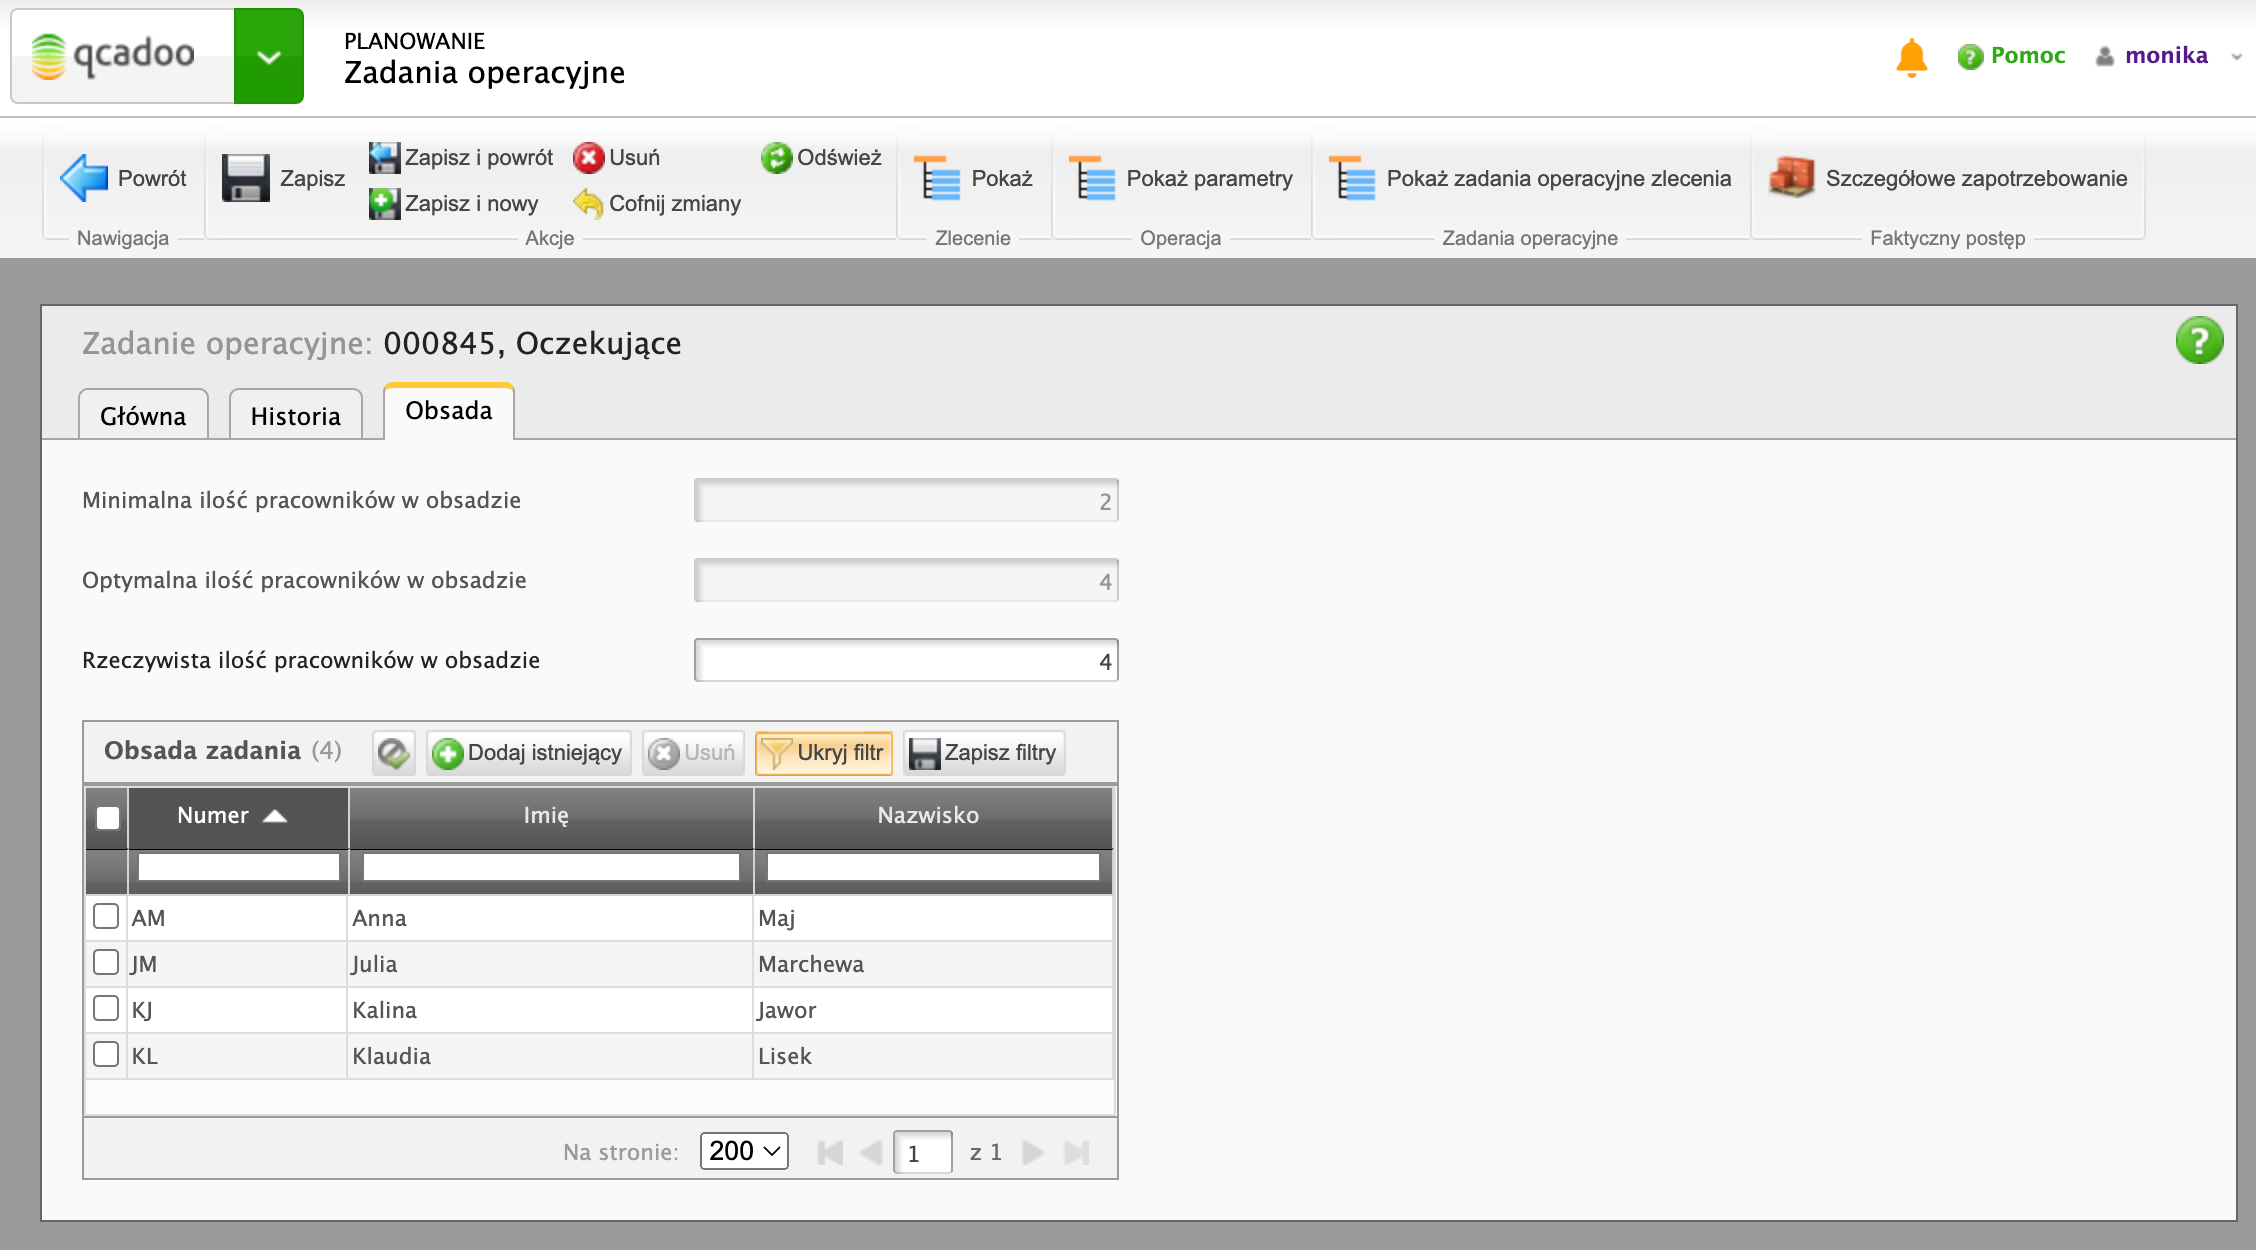 qcadoo
PLANOWANIE
Zadania operacyjne
Pomoc
monika
Powrót
Nawigacja
Zapisz
Zapisz i powrót
Usuń
Odśwież
Zapisz i nowy
Cofnij zmiany
Akcje
Pokaż
Zlecenie
Pokaż parametry
Operacja
Pokaż zadania operacyjne zlecenia
Zadania operacyjne
Szczegółowe zapotrzebowanie
Faktyczny postęp
Zadanie operacyjne: 000845, Oczekujące
Główna
Historia
Obsada
Minimalna ilość pracowników w obsadzie 2
Optymalna ilość pracowników w obsadzie 4
Rzeczywista ilość pracowników w obsadzie 4
Obsada zadania (4) Dodaj istniejący Usuń Ukryj filtr Zapisz filtry
Numer Imię Nazwisko
AM Anna Maj
JM Julia Marchewa
KJ Kalina Jawor
KL Klaudia Lisek
Na stronie: 200 1 z 1